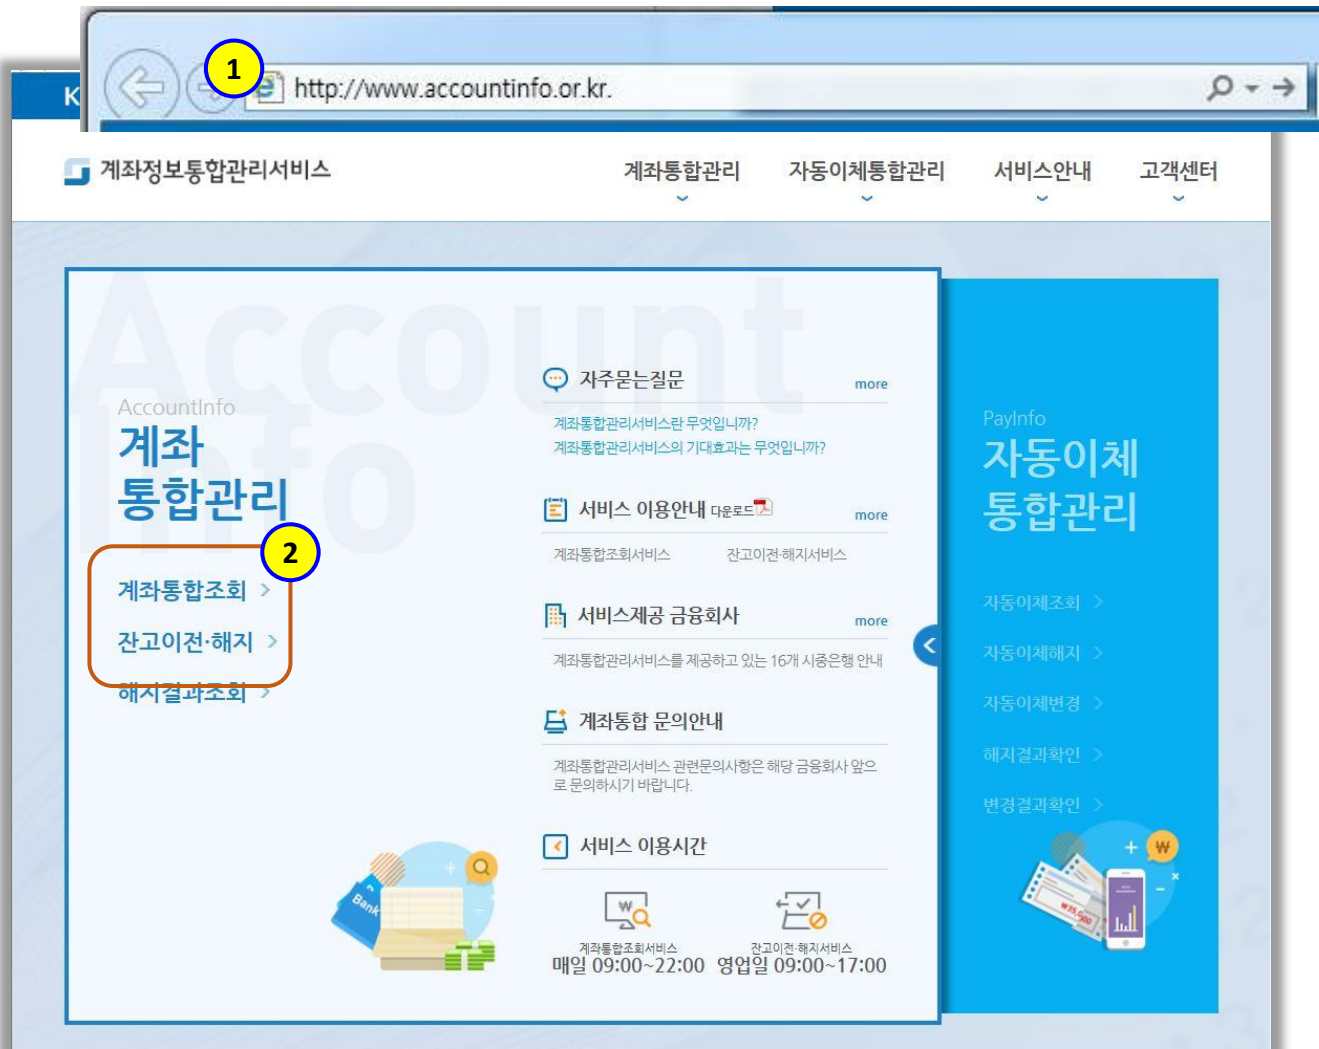 1
http://www.accountinfo.or.kr.
K
계좌정보통합관리서비스
계좌통합관리 자동이체통합관리 서비스안내 고객센터
Account
Info
AccountInfo
계좌
통합관리
2
계좌통합조회 >
잔고이전·해지 >
해지결과조회 >
자주묻는질문 more
계좌통합관리서비스란 무엇입니까?
계좌통합관리서비스의 기대효과는 무엇입니까?
서비스 이용안내 다운로드 more
계좌통합조회서비스 잔고이전·해지서비스
서비스제공 금융회사 more
계좌통합관리서비스를 제공하고 있는 16개 시중은행 안내
계좌통합 문의안내
계좌통합관리서비스 관련문의사항은 해당 금융회사 앞으
로 문의하시기 바랍니다.
서비스 이용시간
계좌통합조회서비스 잔고이전·해지서비스
매일 09:00~22:00 영업일 09:00~17:00
Bank
PayInfo
자동이체
통합관리
자동이체조회 >
자동이체해지 >
자동이체변경 >
해지결과확인 >
변경결과확인 >
₩
₩35,000